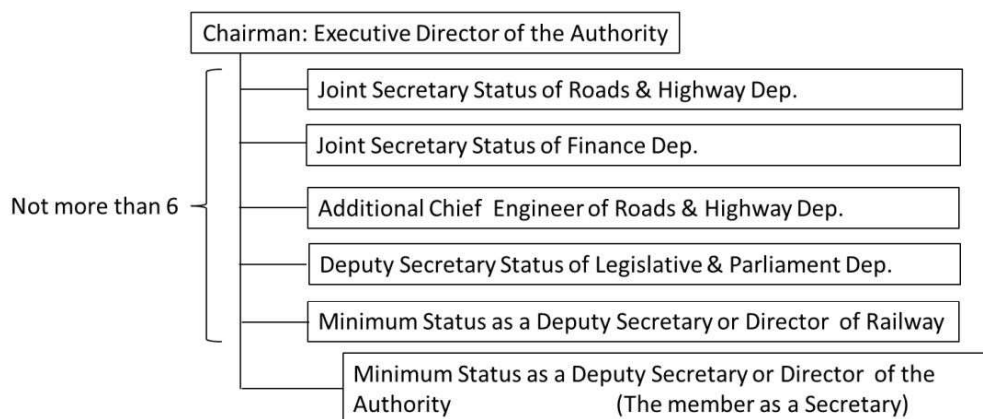 Chairman: Executive Director of the Authority
Joint Secretary Status of Roads & Highway Dep.
Joint Secretary Status of Finance Dep.
Not more than 6
Additional Chief Engineer of Roads & Highway Dep.
Deputy Secretary Status of Legislative & Parliament Dep.
Minimum Status as a Deputy Secretary or Director of Railway
Minimum Status as a Deputy Secretary or Director of the
Authority (The member as a Secretary)